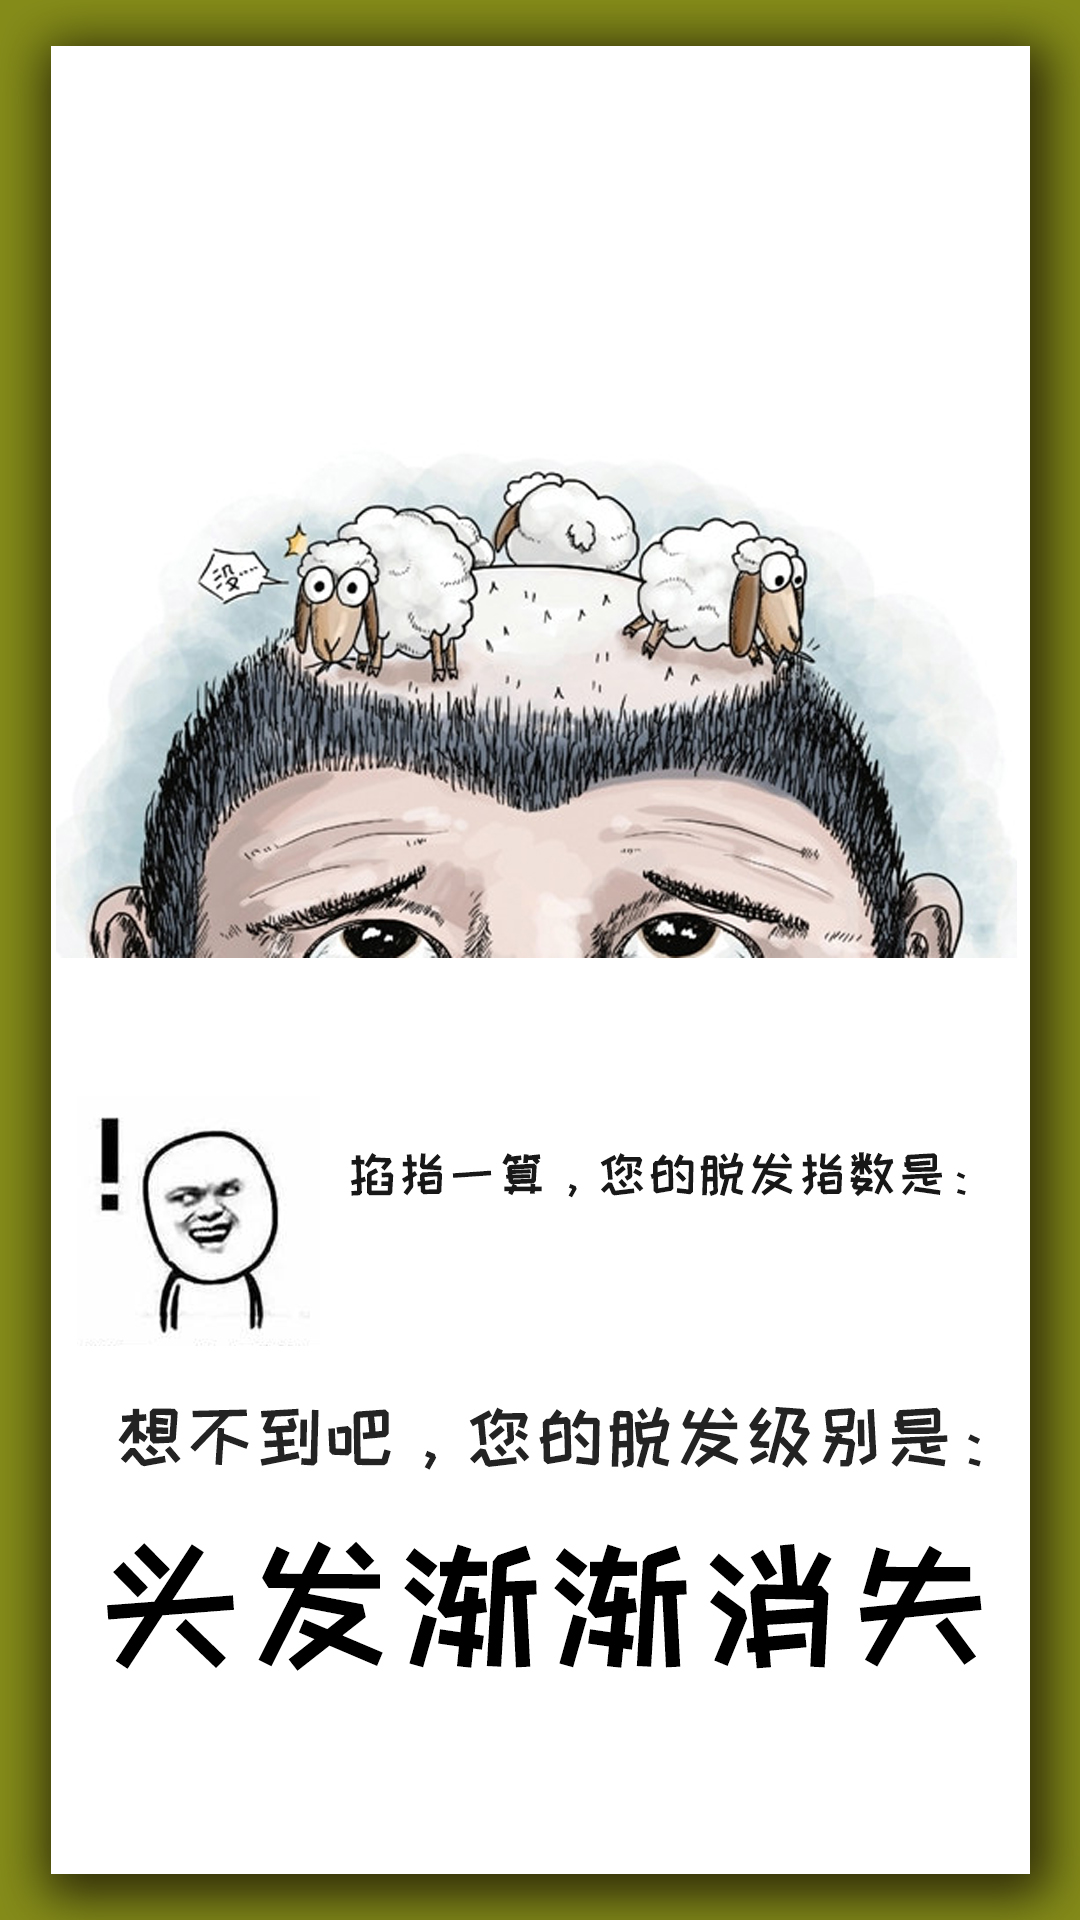 没……
!
掐指一算，您的脱发指数是：
想不到吧，您的脱发级别是：
头发渐渐消失